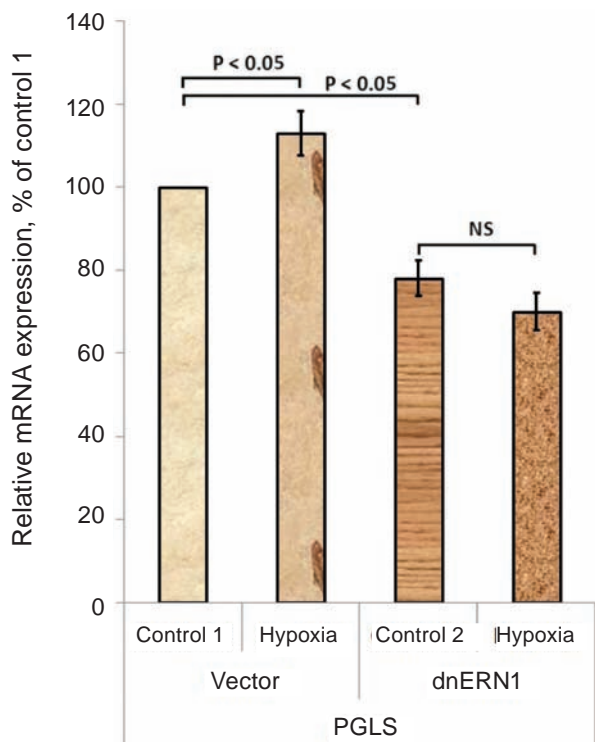 Relative mRNA expression, % of control 1
140
120
100
80
60
40
20
0
P < 0.05
P < 0.05
NS
Control 1 Hypoxia Control 2 Hypoxia
Vector dnERN1
PGLS